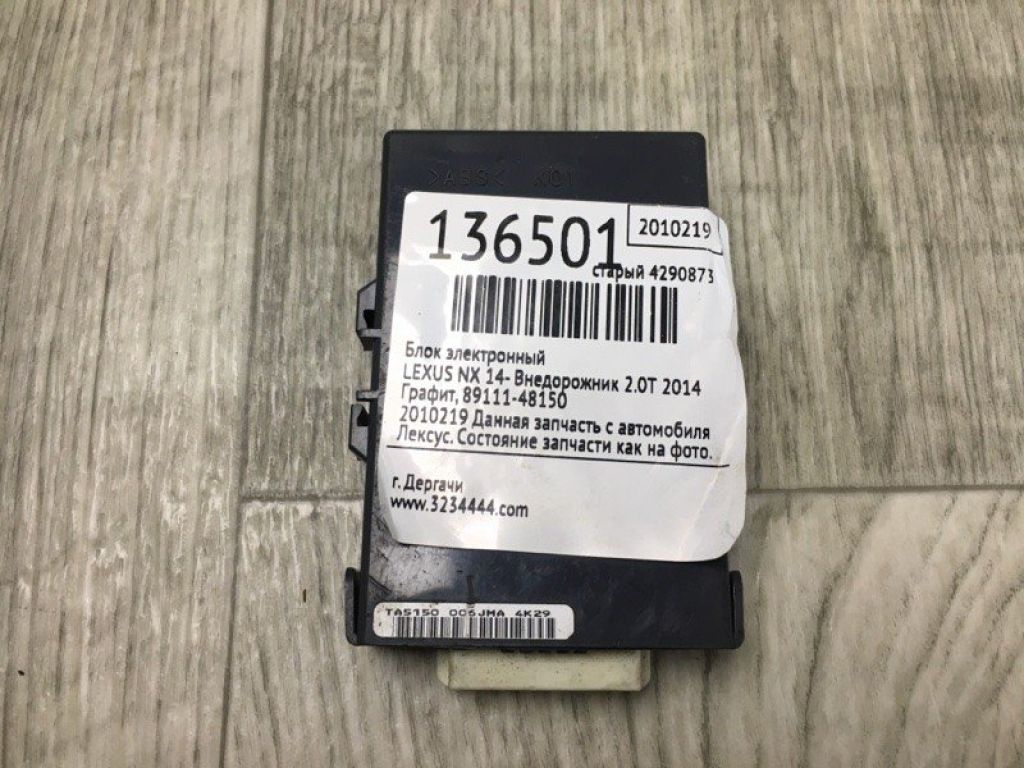 >ABS<
136501
2010219
старый 4290873
Блок электронный
LEXUS NX 14- Внедорожник 2.0T 2014
Графит, 89111-48150
2010219 Данная запчасть с автомобиля
Лексус. Состояние запчасти как на фото.
г. Дергачи
www.3234444.com
TA5150 006JMA 4K29